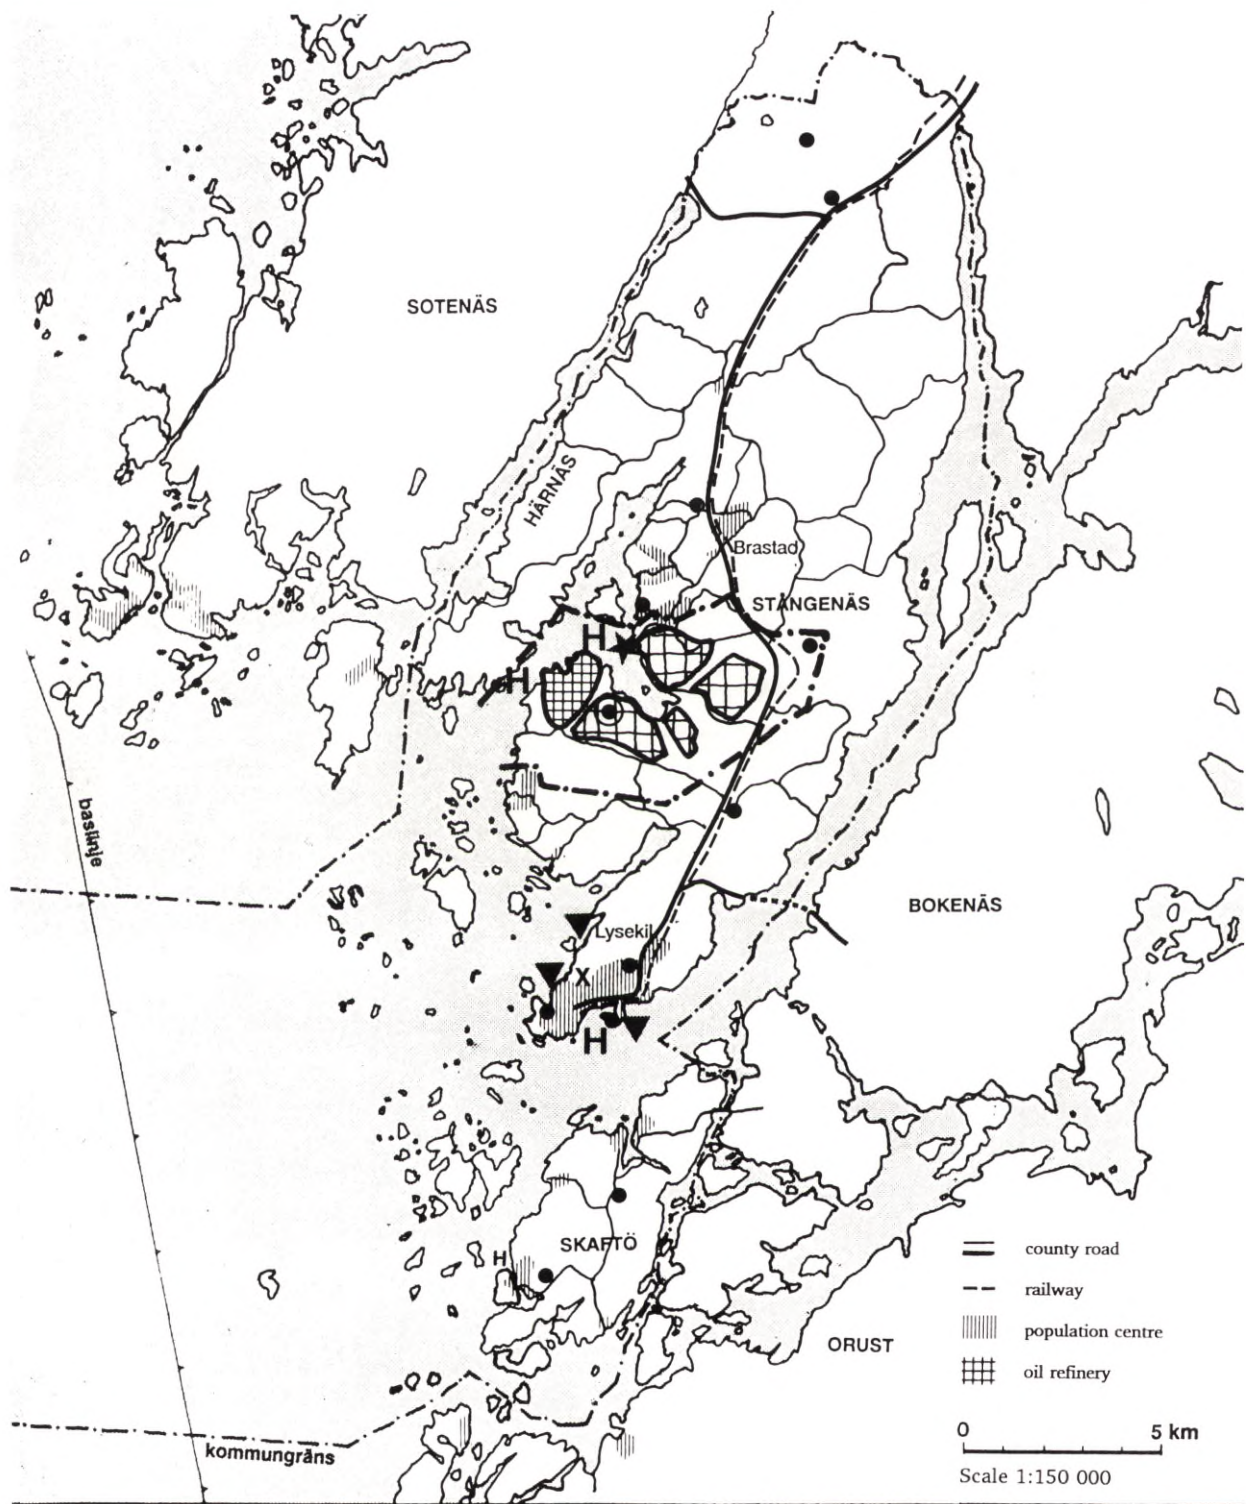 SOTENÄS
HÄRNÄS
Brastad
STÅNGENÄS
H
H
baslinje
BOKENÄS
Lysekil
X
H
SKAFTÖ
H
county road
railway
population centre
ORUST
oil refinery
0 5 km
kommungräns
Scale 1:150 000